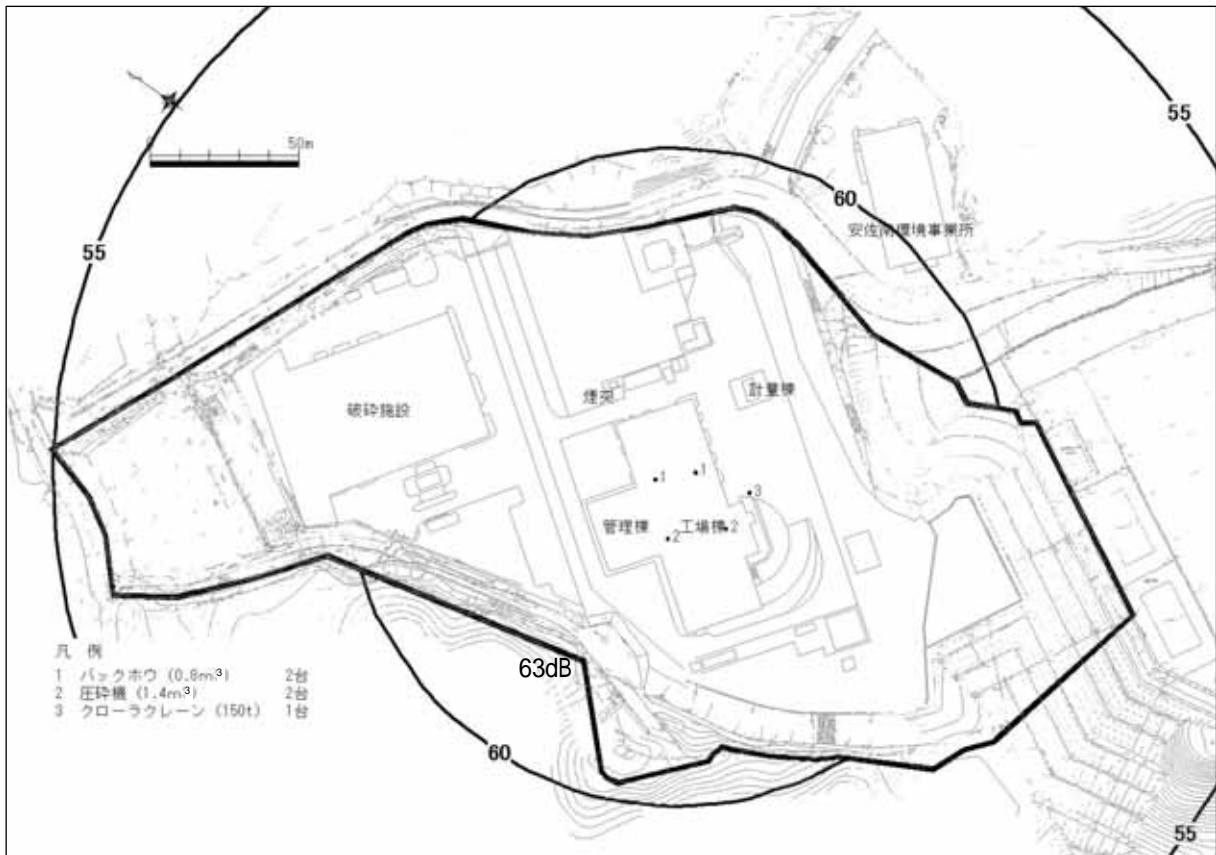 55
0 50m
60
安佐南環境事業所
55
破砕施設
煙突
計量棟
1
1
3
管理棟
工場棟
2
2
63dB
凡 例
1 バックホウ (0.8m³) 2台
2 圧砕機 (1.4m³) 2台
3 クローラクレーン (150t) 1台
60
55